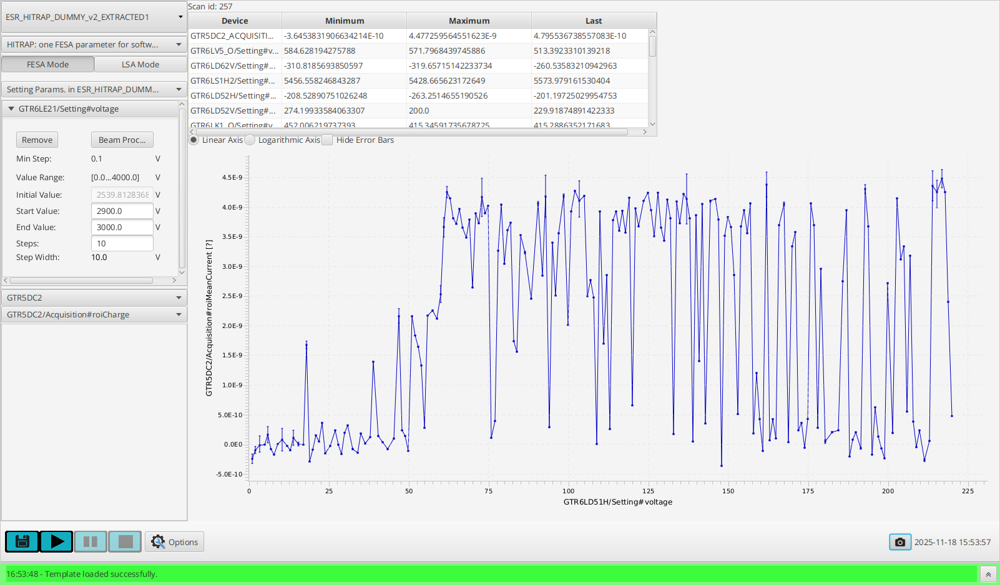 ESR_HITRAP_DUMMY_v2_EXTRACTED1
HITRAP: one FESA parameter for softw...
FESA Mode LSA Mode
Setting Params. in ESR_HITRAP_DUMM...
GTR6LE21/Setting#voltage
Remove Beam Proc...
Min Step: 0.1 V
Value Range: [0.0...4000.0] V
Initial Value: 2539.8128368 V
Start Value: 2900.0 V
End Value: 3000.0 V
Steps: 10
Step Width: 10.0 V
GTR5DC2
GTR5DC2/Acquisition#roiCharge
Scan id: 257
Device Minimum Maximum Last
GTR5DC2_ACQUISITI... -3.6453831906634214E-10 4.477259564551623E-9 4.7955367385570​83E-10
GTR6LV5_O/Setting#v... 584.628194275788 571.7968439745886 513.3923310139218
GTR6LD62V/Setting#... -310.8185693850597 -319.65715142233734 -260.53583210942963
GTR6LS1H2/Setting#... 5456.558246843287 5428.665623172649 5573.979161530404
GTR6LD52H/Setting#... -208.52890751026248 -263.2514655190526 -201.19725029954753
GTR6LD52V/Setting#... 274.19933584063307 200.0 229.91874891422333
GTR6LK1_O/Setting#v... 452.006219737393 415.34591735678725 415.2886352171683
Linear Axis Logarithmic Axis Hide Error Bars
GTR5DC2/Acquisition#roiMeanCurrent [?]
4.5E-9
4.0E-9
3.5E-9
3.0E-9
2.5E-9
2.0E-9
1.5E-9
1.0E-9
5.0E-10
0.0E0
-5.0E-10
0 25 50 75 100 125 150 175 200 225
GTR6LD51H/Setting#voltage
Options
2025-11-18 15:53:57
16:53:48 - Template loaded successfully.